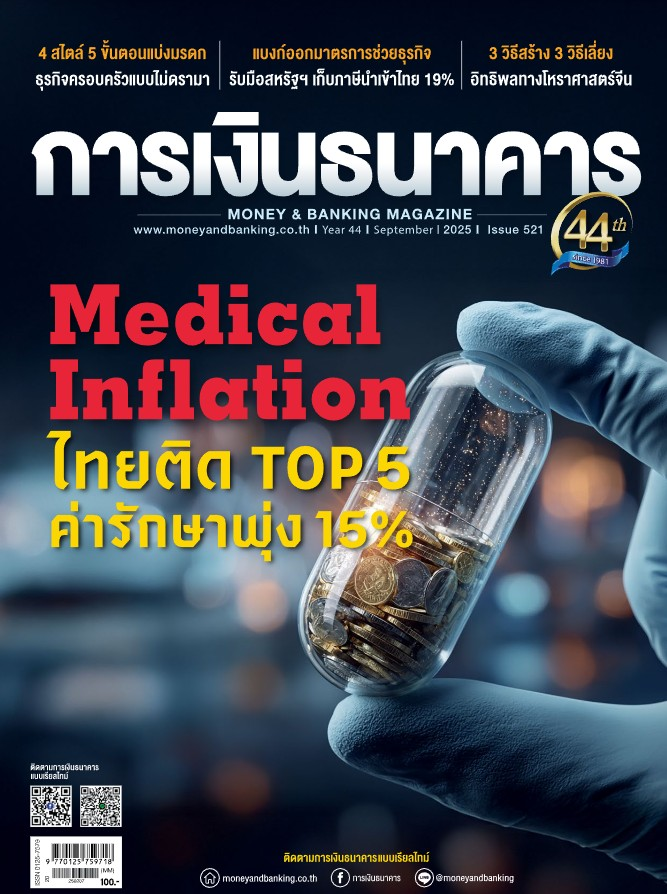 4 สไตล์ 5 ขั้นตอนแบ่งมรดก
ธุรกิจครอบครัวแบบไม่ดรามา
แบงก์ออกมาตรการช่วยธุรกิจ
รับมือสหรัฐฯ เก็บภาษีนำเข้าไทย 19%
3 วิธีสร้าง 3 วิธีเลี่ยง
อิทธิพลทางโหราศาสตร์จีน
การเงินธนาคาร
MONEY & BANKING MAGAZINE
www.moneyandbanking.co.th I Year 44 I September I 2025 I Issue 521
44th
Since 1981
Medical
Inflation
ไทยติด TOP 5
ค่ารักษาพุ่ง 15%
ติดตามการเงินธนาคาร
แบบเรียลไทม์
ISSN 0125-7579
9 770125 759718
20
250907
(MM)
100.-
ติดตามการเงินธนาคารแบบเรียลไทม์
moneyandbanking.co.th
การเงินธนาคาร
@moneyandbanking